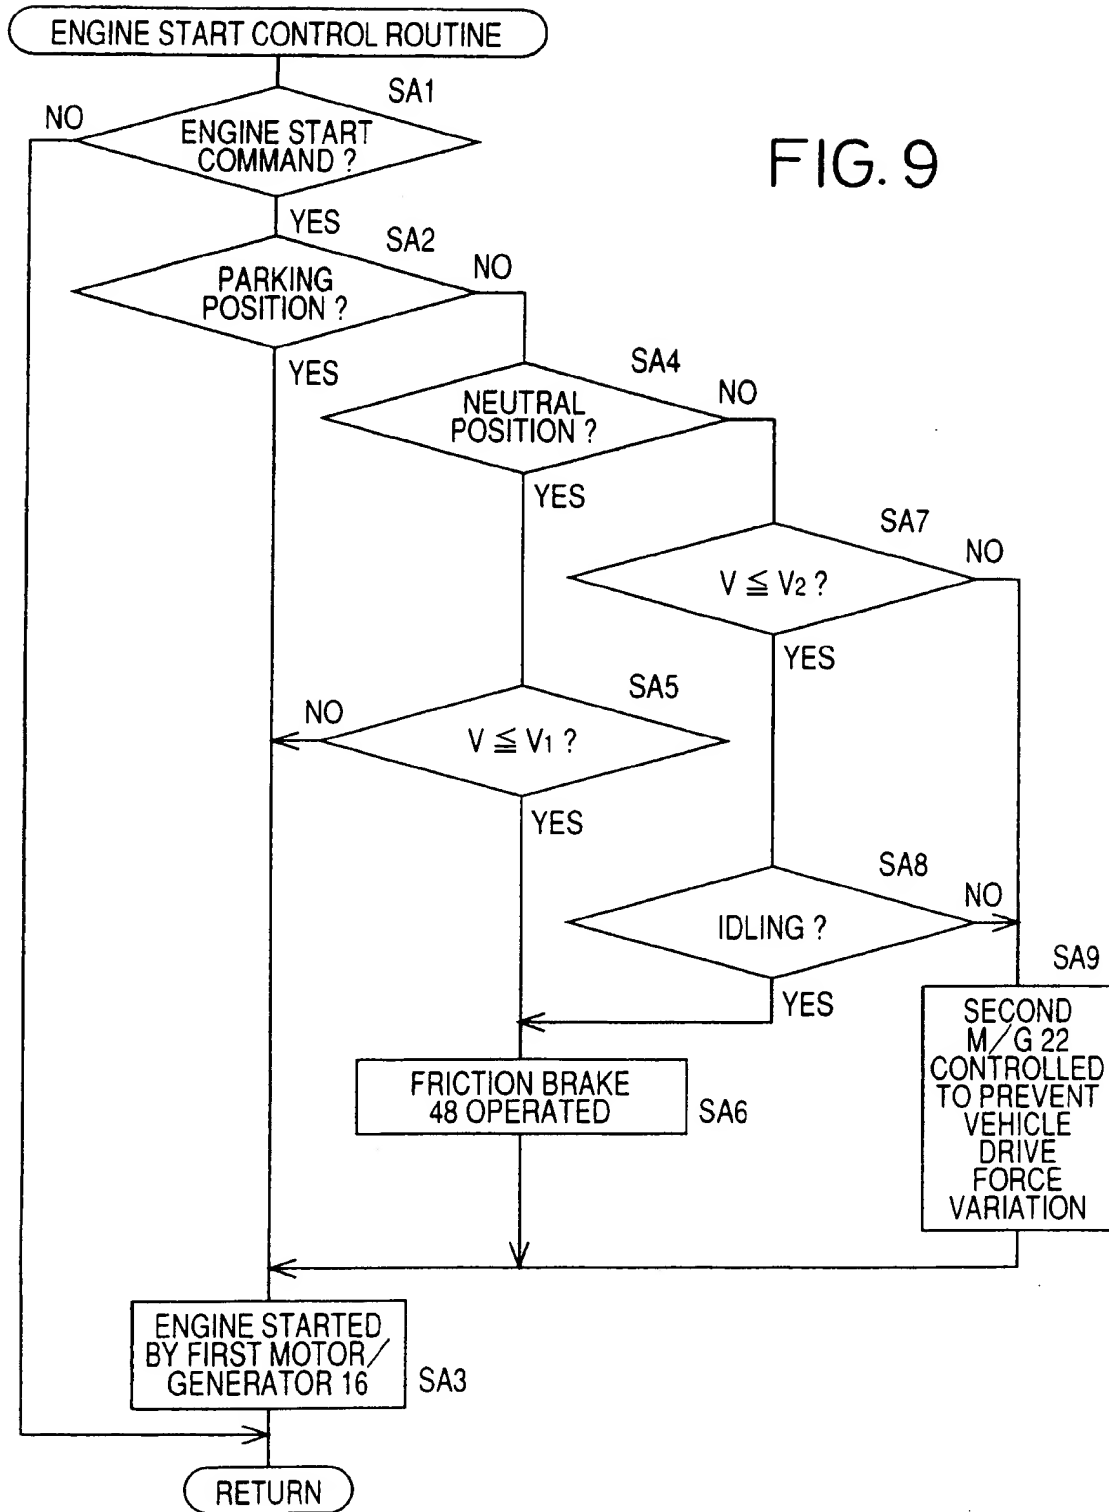 ENGINE START CONTROL ROUTINE
SA1
NO
ENGINE START
COMMAND ?
FIG. 9
YES
SA2
NO
PARKING
POSITION ?
YES
SA4
NO
NEUTRAL
POSITION ?
YES
SA7
NO
V ≦ V2 ?
YES
SA5
NO
V ≦ V1 ?
YES
SA8
NO
IDLING ?
YES
SA9
SECOND
M/G 22
CONTROLLED
TO PREVENT
VEHICLE
DRIVE
FORCE
VARIATION
FRICTION BRAKE
48 OPERATED
SA6
ENGINE STARTED
BY FIRST MOTOR/
GENERATOR 16
SA3
RETURN